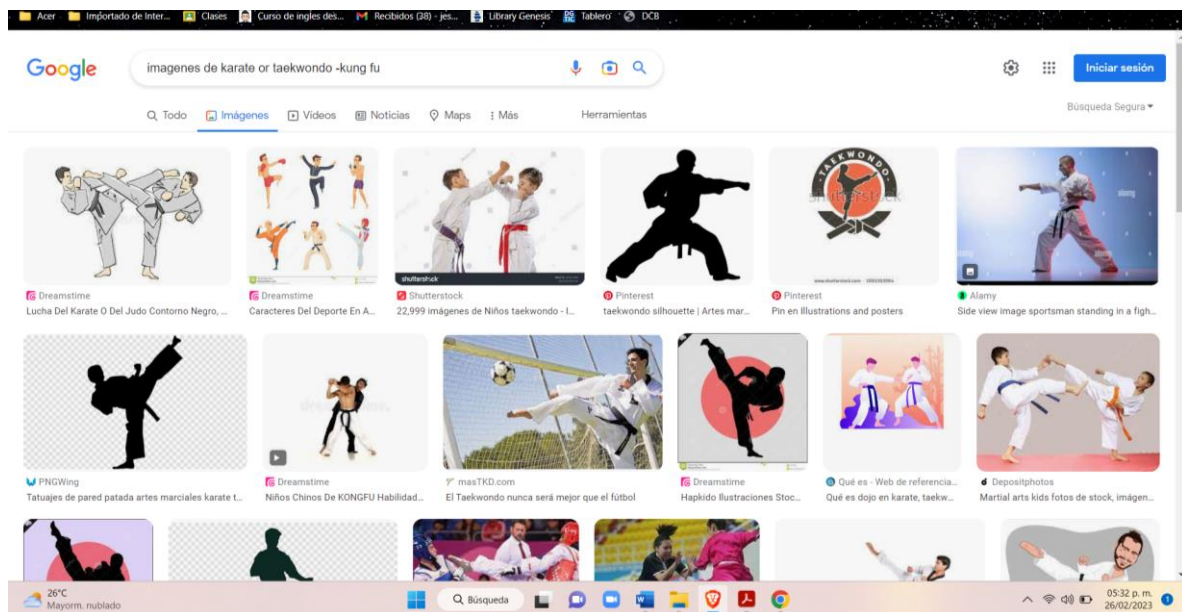 Acer
Importado de Inter...
Clases
Curso de ingles des...
Recibidos (38) - jes...
Library Genesis
Tablero
DCB
Google
imagenes de karate or taekwondo -kung fu
Iniciar sesión
Todo
Imágenes
Videos
Noticias
Maps
Más
Herramientas
Búsqueda Segura
shutterstock
TAEKWONDO
shutterstock
alamy
Dreamstime
Lucha Del Karate O Del Judo Contorno Negro, ...
Dreamstime
Caracteres Del Deporte En A...
Shutterstock
22,999 imágenes de Niños taekwondo - I...
Pinterest
taekwondo silhouette | Artes mar...
Pinterest
Pin en Illustrations and posters
Alamy
Side view image sportsman standing in a figh...
PNGWing
Tatuajes de pared patada artes marciales karate t...
Dreamstime
Niños Chinos De KONGFU Habilidad...
masTKD.com
El Taekwondo nunca será mejor que el fútbol
Dreamstime
Hapkido Ilustraciones Stoc...
Qué es - Web de referencia...
Qué es dojo en karate, taekw...
Depositphotos
Martial arts kids fotos de stock, imágen...
26°C
Mayorm. nublado
Búsqueda
05:32 p. m.
26/02/2023